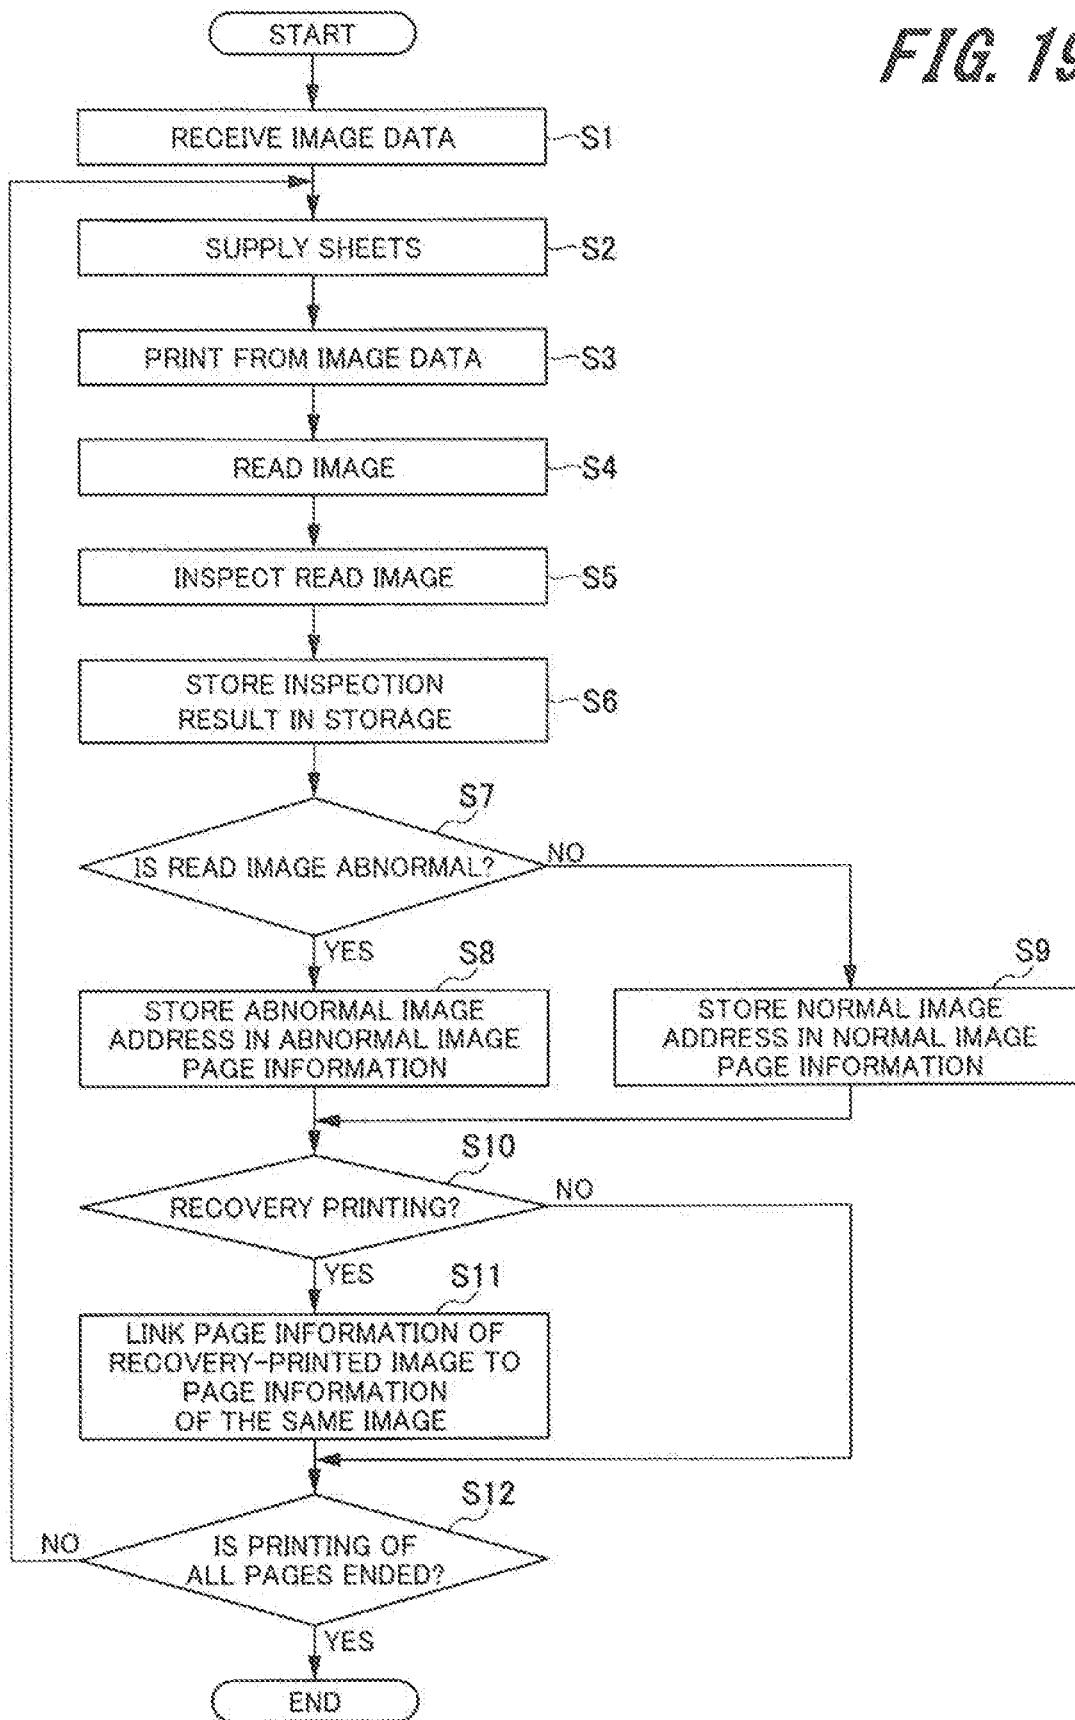 FIG. 19
START
RECEIVE IMAGE DATA
S1
SUPPLY SHEETS
S2
PRINT FROM IMAGE DATA
S3
READ IMAGE
S4
INSPECT READ IMAGE
S5
STORE INSPECTION
RESULT IN STORAGE
S6
S7
IS READ IMAGE ABNORMAL?
NO
YES
S8
STORE ABNORMAL IMAGE
ADDRESS IN ABNORMAL IMAGE
PAGE INFORMATION
S9
STORE NORMAL IMAGE
ADDRESS IN NORMAL IMAGE
PAGE INFORMATION
S10
RECOVERY PRINTING?
NO
YES
S11
LINK PAGE INFORMATION OF
RECOVERY-PRINTED IMAGE TO
PAGE INFORMATION
OF THE SAME IMAGE
S12
NO
IS PRINTING OF
ALL PAGES ENDED?
YES
END